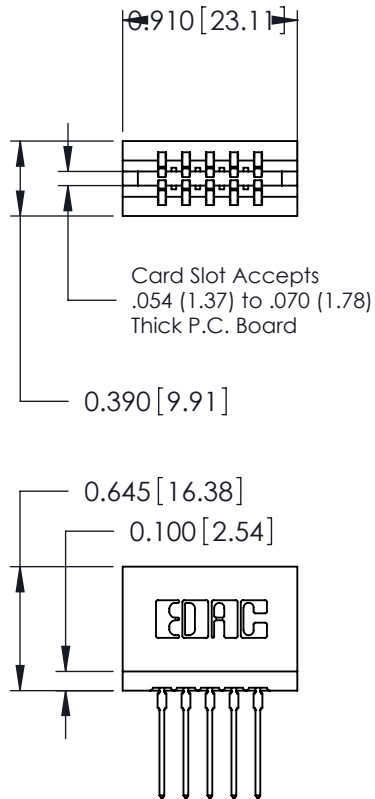 0.910 [23.11]
Card Slot Accepts
.054 (1.37) to .070 (1.78)
Thick P.C. Board
0.390 [9.91]
0.645 [16.38]
0.100 [2.54]
EDAC